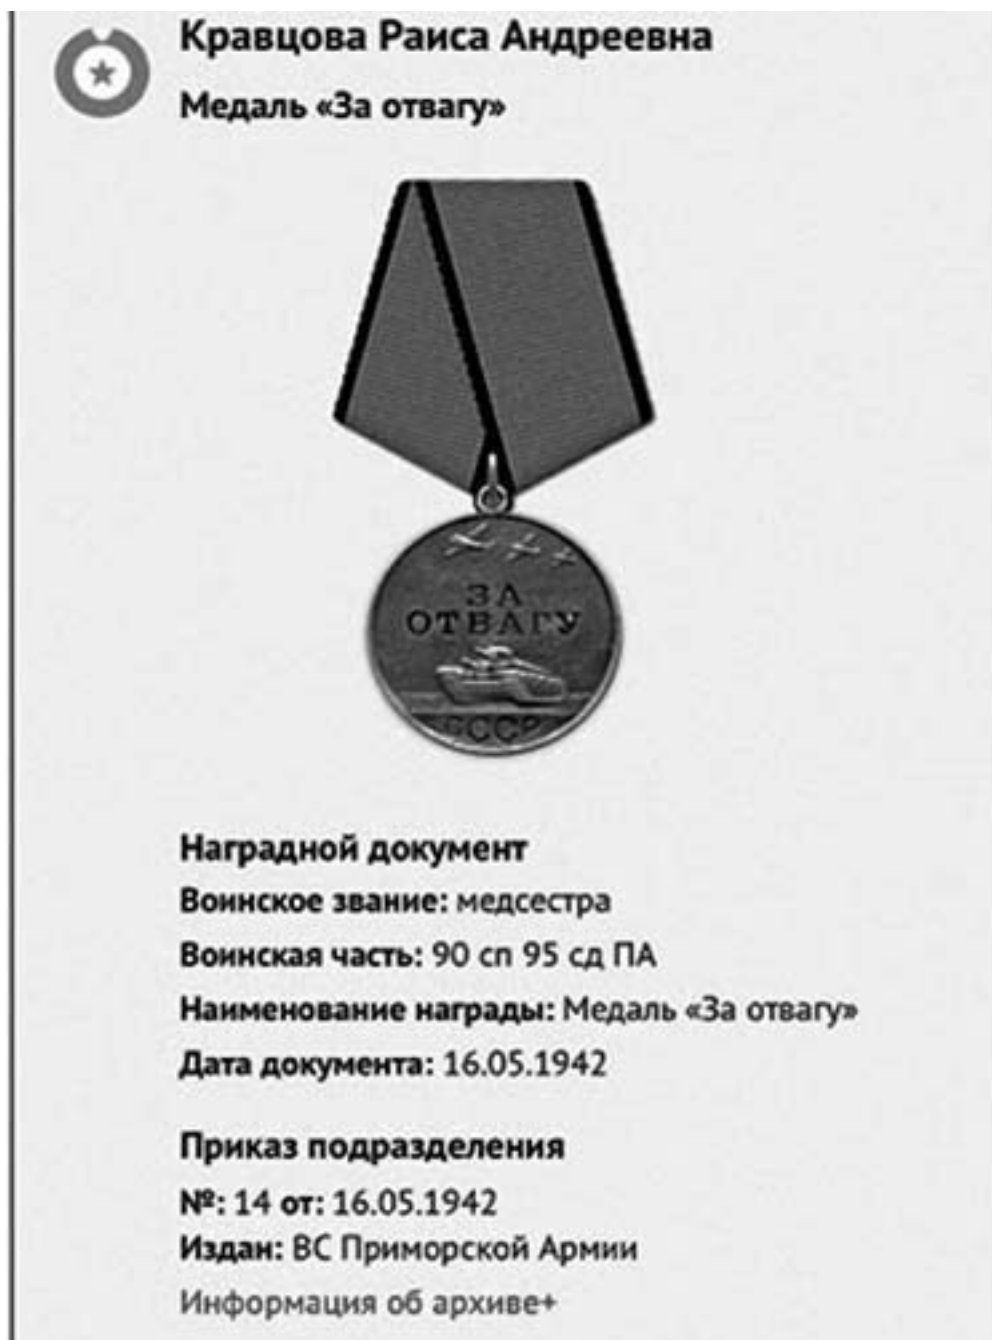 Кравцова Раиса Андреевна
Медаль «За отвагу»
ЗА
ОТВАГУ
СССР
Наградной документ
Воинское звание: медсестра
Воинская часть: 90 сп 95 сд ПА
Наименование награды: Медаль «За отвагу»
Дата документа: 16.05.1942
Приказ подразделения
№: 14 от: 16.05.1942
Издан: ВС Приморской Армии
Информация об архиве+